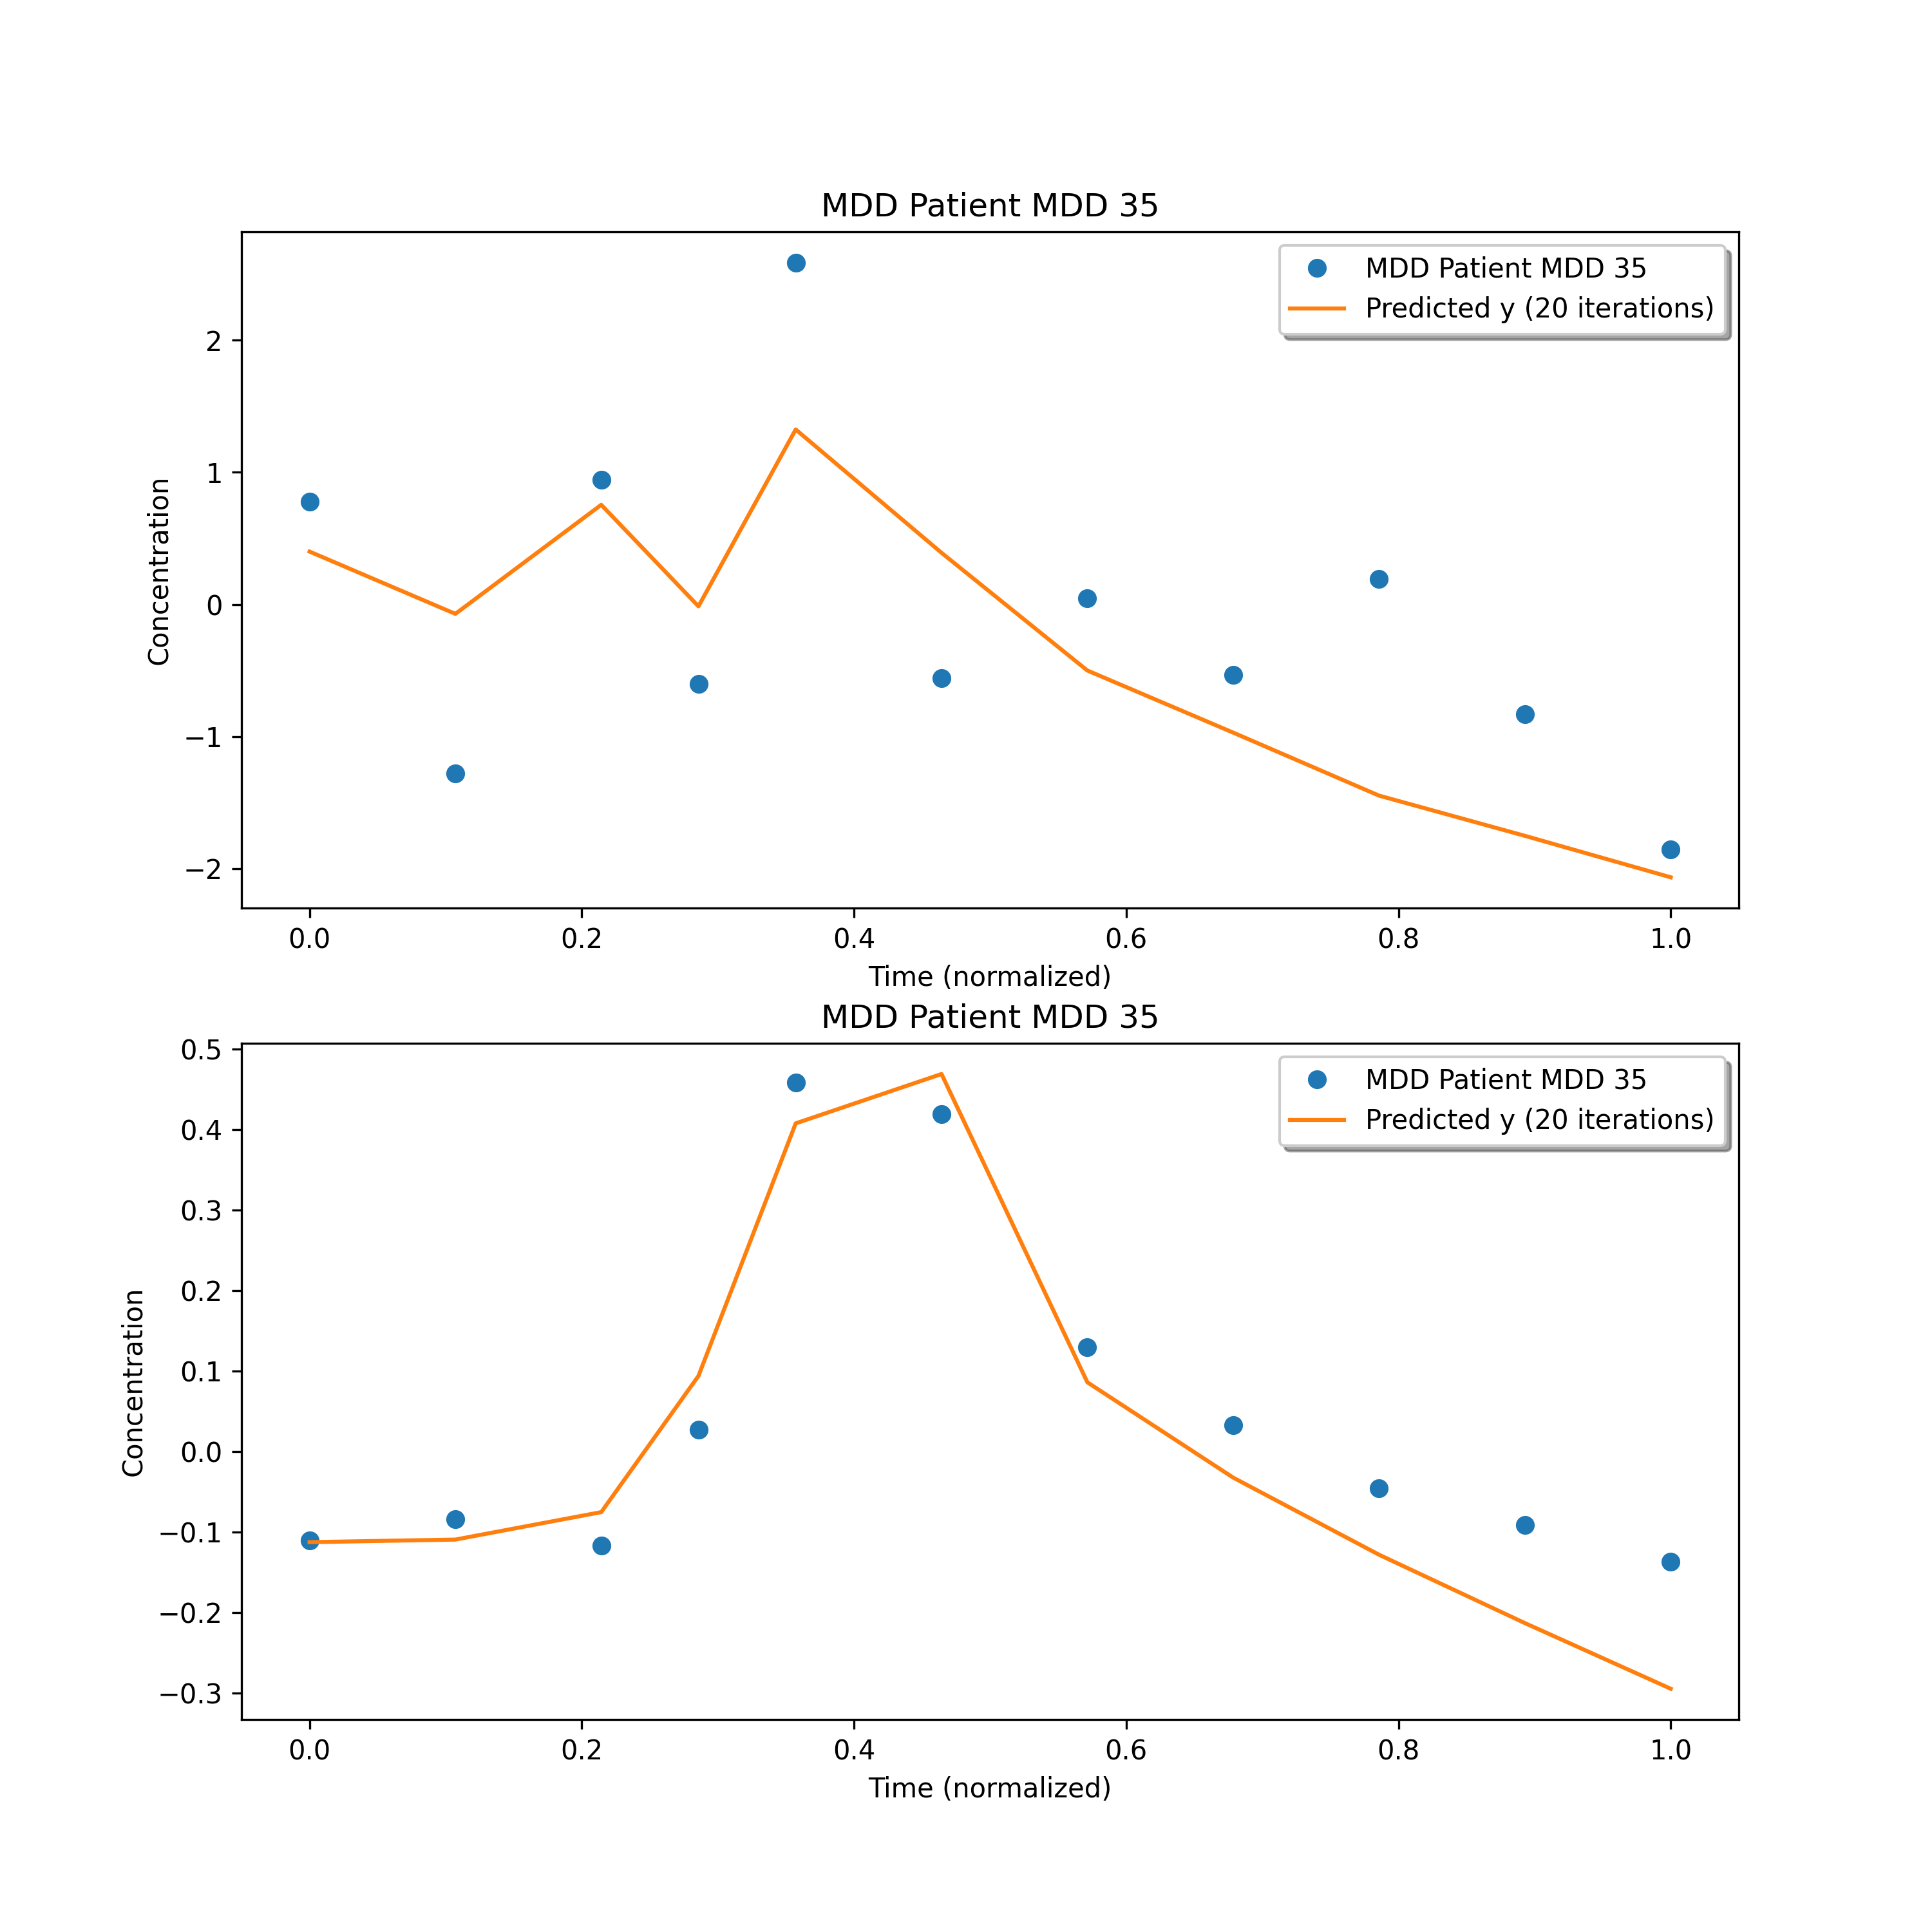 MDD Patient MDD 35
MDD Patient MDD 35
Predicted y (20 iterations)
Concentration
2
1
0
−1
−2
0.0 0.2 0.4 0.6 0.8 1.0
Time (normalized)
MDD Patient MDD 35
MDD Patient MDD 35
Predicted y (20 iterations)
Concentration
0.5
0.4
0.3
0.2
0.1
0.0
−0.1
−0.2
−0.3
0.0 0.2 0.4 0.6 0.8 1.0
Time (normalized)